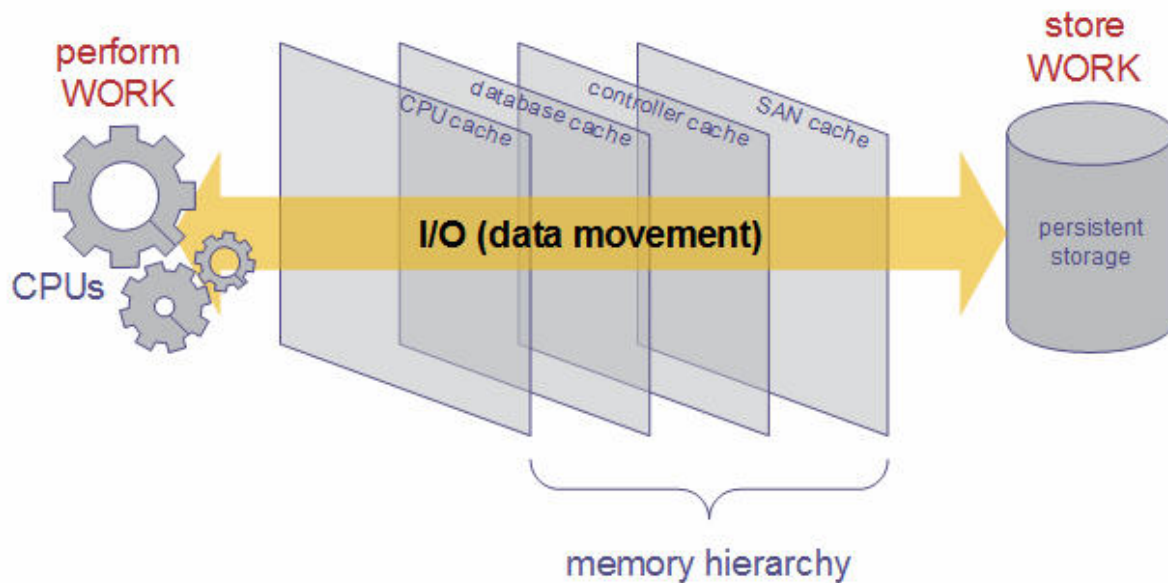 perform
WORK
store
WORK
CPU cache
database cache
controller cache
SAN cache
I/O (data movement)
CPUs
persistent
storage
memory hierarchy